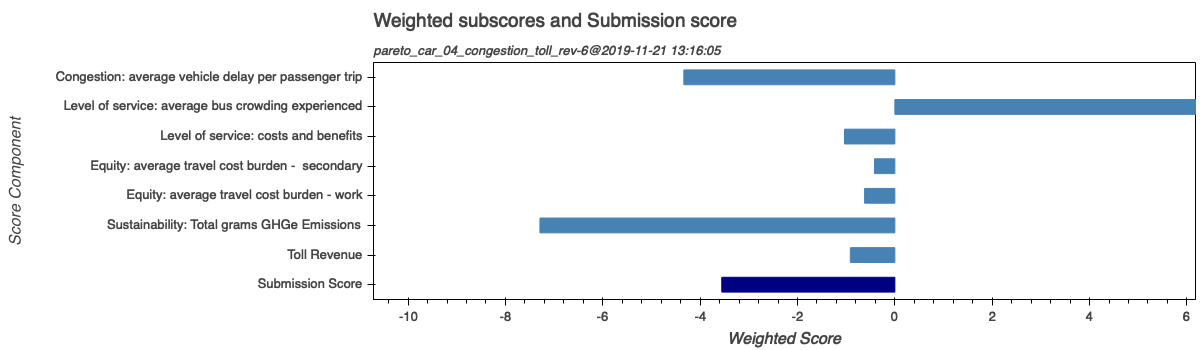 Weighted subscores and Submission score
pareto_car_04_congestion_toll_rev-6@2019-11-21 13:16:05
Score Component
Congestion: average vehicle delay per passenger trip
Level of service: average bus crowding experienced
Level of service: costs and benefits
Equity: average travel cost burden - secondary
Equity: average travel cost burden - work
Sustainability: Total grams GHGe Emissions
Toll Revenue
Submission Score
-10 -8 -6 -4 -2 0 2 4 6
Weighted Score